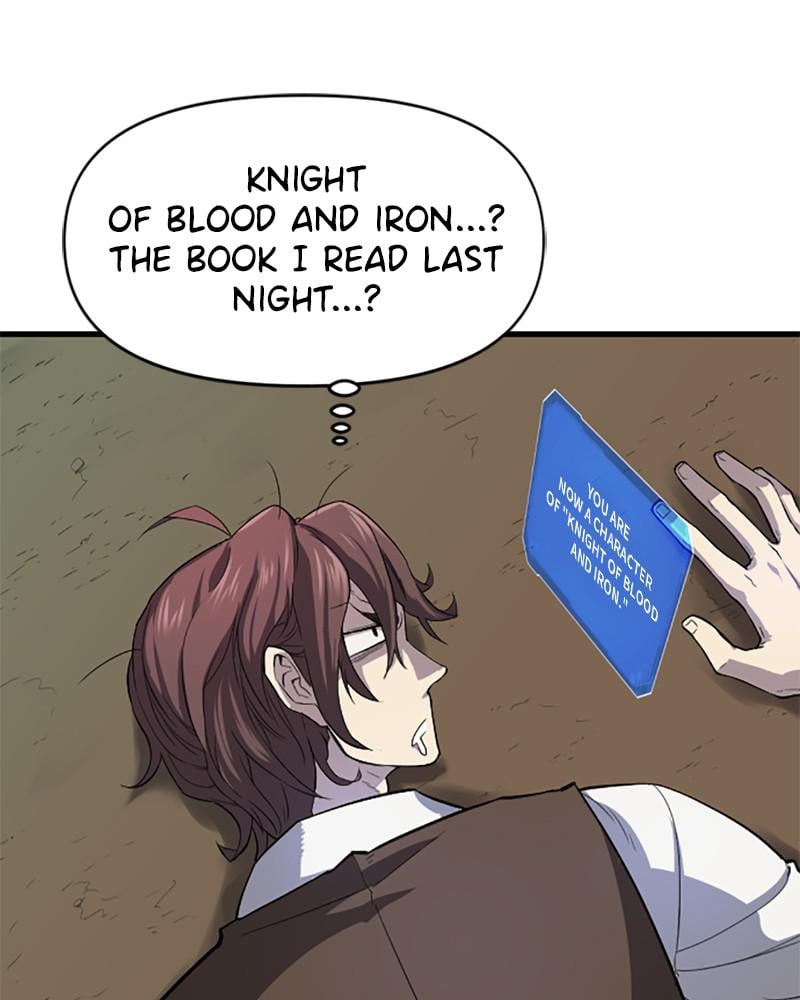 KNIGHT
OF BLOOD AND IRON...?
THE BOOK I READ LAST
NIGHT...?
YOU ARE
NOW A CHARACTER
OF "KNIGHT OF BLOOD
AND IRON."